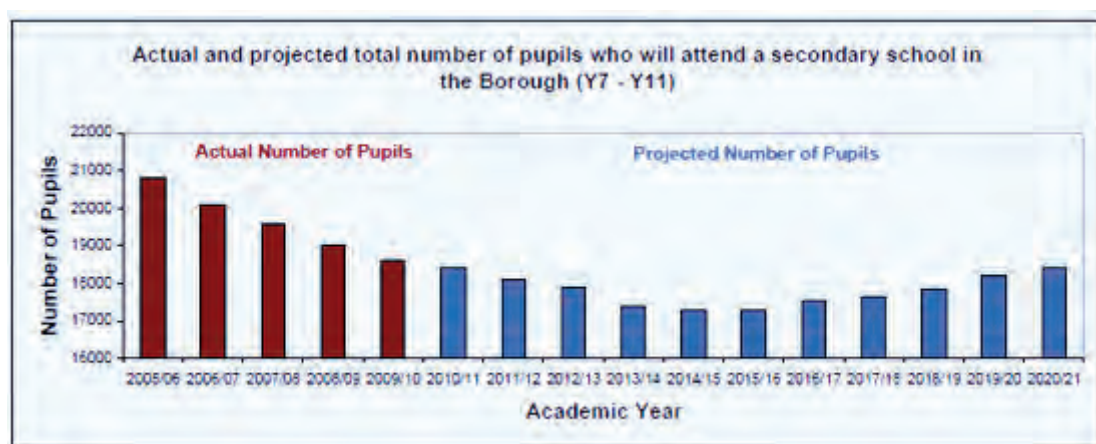 Actual and projected total number of pupils who will attend a secondary school in
the Borough (Y7 - Y11)
Actual Number of Pupils
Projected Number of Pupils
Number of Pupils
22000
21000
20000
19000
18000
17000
16000
2005/06 2006/07 2007/08 2008/09 2009/10 2010/11 2011/12 2012/13 2013/14 2014/15 2015/16 2016/17 2017/18 2018/19 2019/20 2020/21
Academic Year